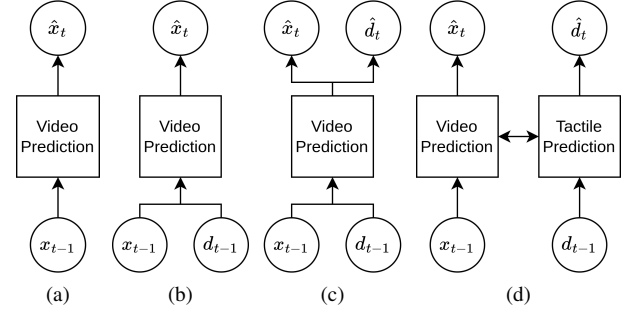 x̂_t x̂_t x̂_t d̂_t x̂_t d̂_t
Video Prediction Video Prediction Video Prediction Video Prediction Tactile Prediction
x_{t-1} x_{t-1} d_{t-1} x_{t-1} d_{t-1} x_{t-1} d_{t-1}
(a) (b) (c) (d)